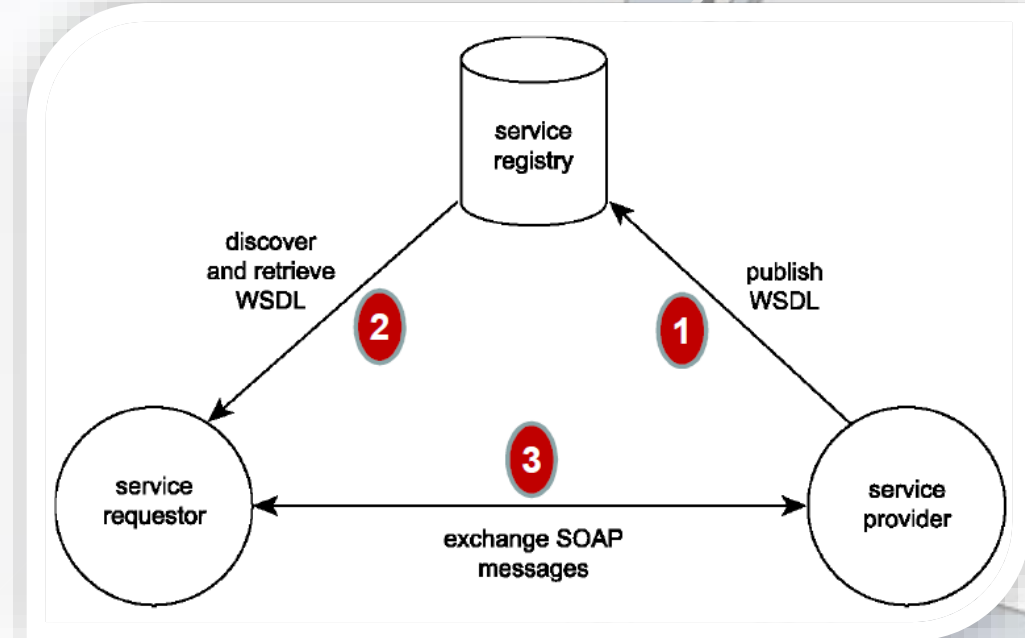 service
registry
discover
and retrieve
WSDL
publish
WSDL
2
1
3
service
requestor
service
provider
exchange SOAP
messages